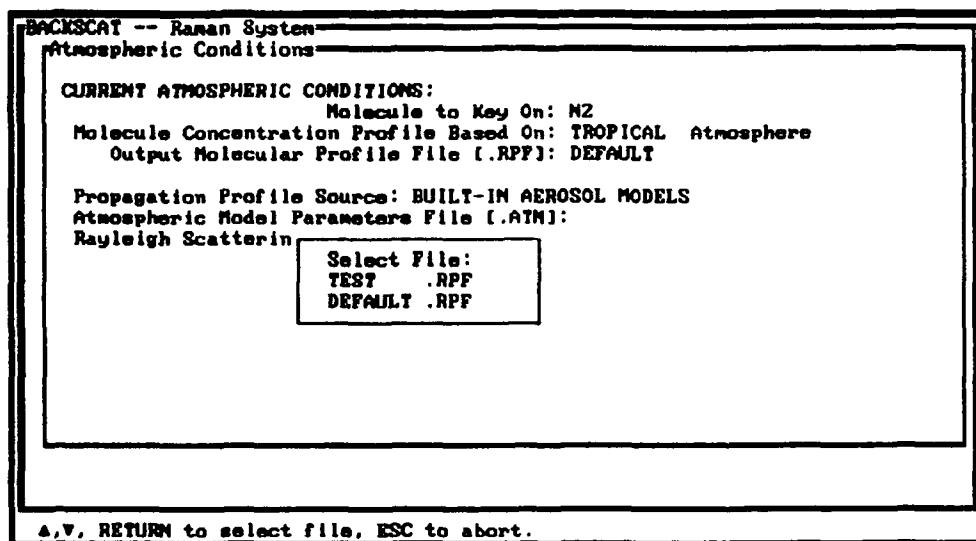 BACKSCAT -- Raman System
Atmospheric Conditions
CURRENT ATMOSPHERIC CONDITIONS:
Molecule to Key On: N2
Molecule Concentration Profile Based On: TROPICAL Atmosphere
Output Molecular Profile File [.RPF]: DEFAULT
Propagation Profile Source: BUILT-IN AEROSOL MODELS
Atmospheric Model Parameters File [.ATM]:
Rayleigh Scatterin
Select File:
TEST .RPF
DEFAULT .RPF
▲,▼, RETURN to select file, ESC to abort.